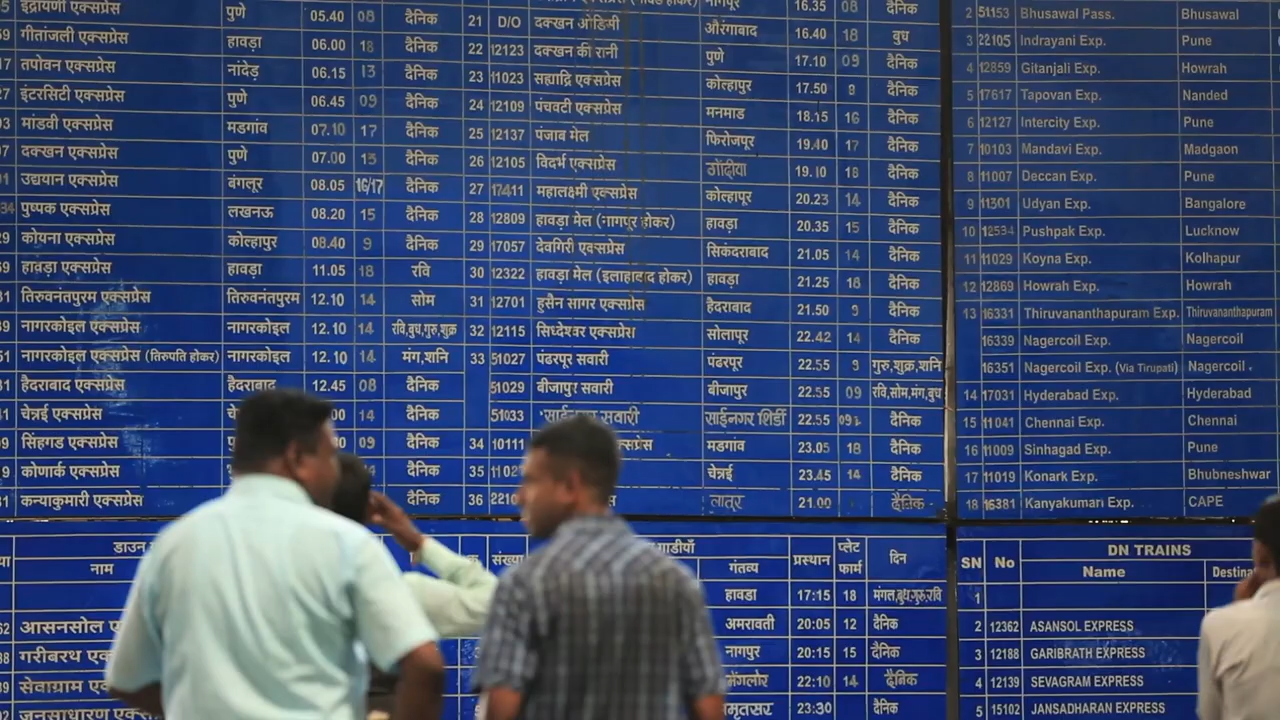 इंद्रायणी एक्सप्रेस पुणे 05.40 08 दैनिक
गीतांजली एक्सप्रेस हावड़ा 06.00 18 दैनिक
तपोवन एक्सप्रेस नांदेड़ 06.15 13 दैनिक
इंटरसिटी एक्सप्रेस पुणे 06.45 09 दैनिक
मांडवी एक्सप्रेस मडगांव 07.10 17 दैनिक
दक्खन एक्सप्रेस पुणे 07.00 दैनिक
उद्यान एक्सप्रेस बंगलूर 08.05 16/17 दैनिक
पुष्पक एक्सप्रेस लखनऊ 08.20 15 दैनिक
कोयना एक्सप्रेस कोल्हापुर 08.40 9 दैनिक
हावड़ा एक्सप्रेस हावड़ा 11.05 18 रवि
तिरुवनंतपुरम एक्सप्रेस तिरुवनंतपुरम 12.10 14 सोम
नागरकोइल एक्सप्रेस नागरकोइल 12.10 14 रवि,बुध,गुरु,शुक्र
नागरकोइल एक्सप्रेस (तिरुपति होकर) नागरकोइल 12.10 14 मंग,शनि
हैदराबाद एक्सप्रेस हैदराबाद 12.45 08 दैनिक
चेन्नई एक्सप्रेस 14 दैनिक
सिंहगड एक्सप्रेस 09 दैनिक
कोणार्क एक्सप्रेस दैनिक
कन्याकुमारी एक्सप्रेस दैनिक
नागपुर 16.35 08 दैनिक
21 D/O दक्खन ओडिसी औरंगाबाद 16.40 18 बुध
22 12123 दक्खन की रानी पुणे 17.10 09 दैनिक
23 11023 सह्याद्रि एक्सप्रेस कोल्हापुर 17.50 9 दैनिक
24 12109 पंचवटी एक्सप्रेस मनमाड 18.15 16 दैनिक
25 12137 पंजाब मेल फिरोजपुर 19.40 17 दैनिक
26 12105 विदर्भ एक्सप्रेस गोंदीया 19.10 18 दैनिक
27 17411 महालक्ष्मी एक्सप्रेस कोल्हापुर 20.23 14 दैनिक
28 12809 हावड़ा मेल (नागपूर होकर) हावड़ा 20.35 15 दैनिक
29 17057 देवगिरी एक्सप्रेस सिकंदराबाद 21.05 14 दैनिक
30 12322 हावड़ा मेल (इलाहाबाद होकर) हावड़ा 21.25 18 दैनिक
31 12701 हुसैन सागर एक्सप्रेस हैदराबाद 21.50 9 दैनिक
32 12115 सिध्देश्वर एक्सप्रेस सोलापूर 22.42 14 दैनिक
33 51027 पंढरपूर सवारी पंढरपूर 22.55 9 गुरु,शुक्र,शनि
51029 बीजापुर सवारी बीजापुर 22.55 09 रवि,सोम,मंग,बुध
51033 साईनगर सवारी साईनगर शिर्डी 22.55 दैनिक
34 10111 मडगांव 23.05 18 दैनिक
35 चेन्नई 23.45 14 दैनिक
36 लातूर 21.00 दैनिक
2 51153 Bhusawal Pass. Bhusawal
3 22105 Indrayani Exp. Pune
4 12859 Gitanjali Exp. Howrah
5 17617 Tapovan Exp. Nanded
6 12127 Intercity Exp. Pune
7 10103 Mandavi Exp. Madgaon
8 11007 Deccan Exp. Pune
9 11301 Udyan Exp. Bangalore
10 12534 Pushpak Exp. Lucknow
11 11029 Koyna Exp. Kolhapur
12 12869 Howrah Exp. Howrah
13 16331 Thiruvananthapuram Exp. Thiruvananthapuram
16339 Nagercoil Exp. Nagercoil
16351 Nagercoil Exp. (Via Tirupati) Nagercoil
14 17031 Hyderabad Exp. Hyderabad
15 11041 Chennai Exp. Chennai
16 11009 Sinhagad Exp. Pune
17 11019 Konark Exp. Bhubneshwar
18 16381 Kanyakumari Exp. CAPE
डाउन
नाम
आसनसोल
गरीबरथ
सेवाग्राम
जनसाधारण एक्सप्रेस
गाडीयाँ
गंतव्य प्रस्थान प्लेट फार्म दिन
हावड़ा 17:15 18 मंगल,बुध,गुरु,रवि
अमरावती 20:05 12 दैनिक
नागपुर 20:15 15 दैनिक
मेंगलोर 22:10 14 दैनिक
23:30 दैनिक
DN TRAINS
SN No Name
1
2 12362 ASANSOL EXPRESS
3 12188 GARIBRATH EXPRESS
4 12139 SEVAGRAM EXPRESS
5 15102 JANSADHARAN EXPRESS